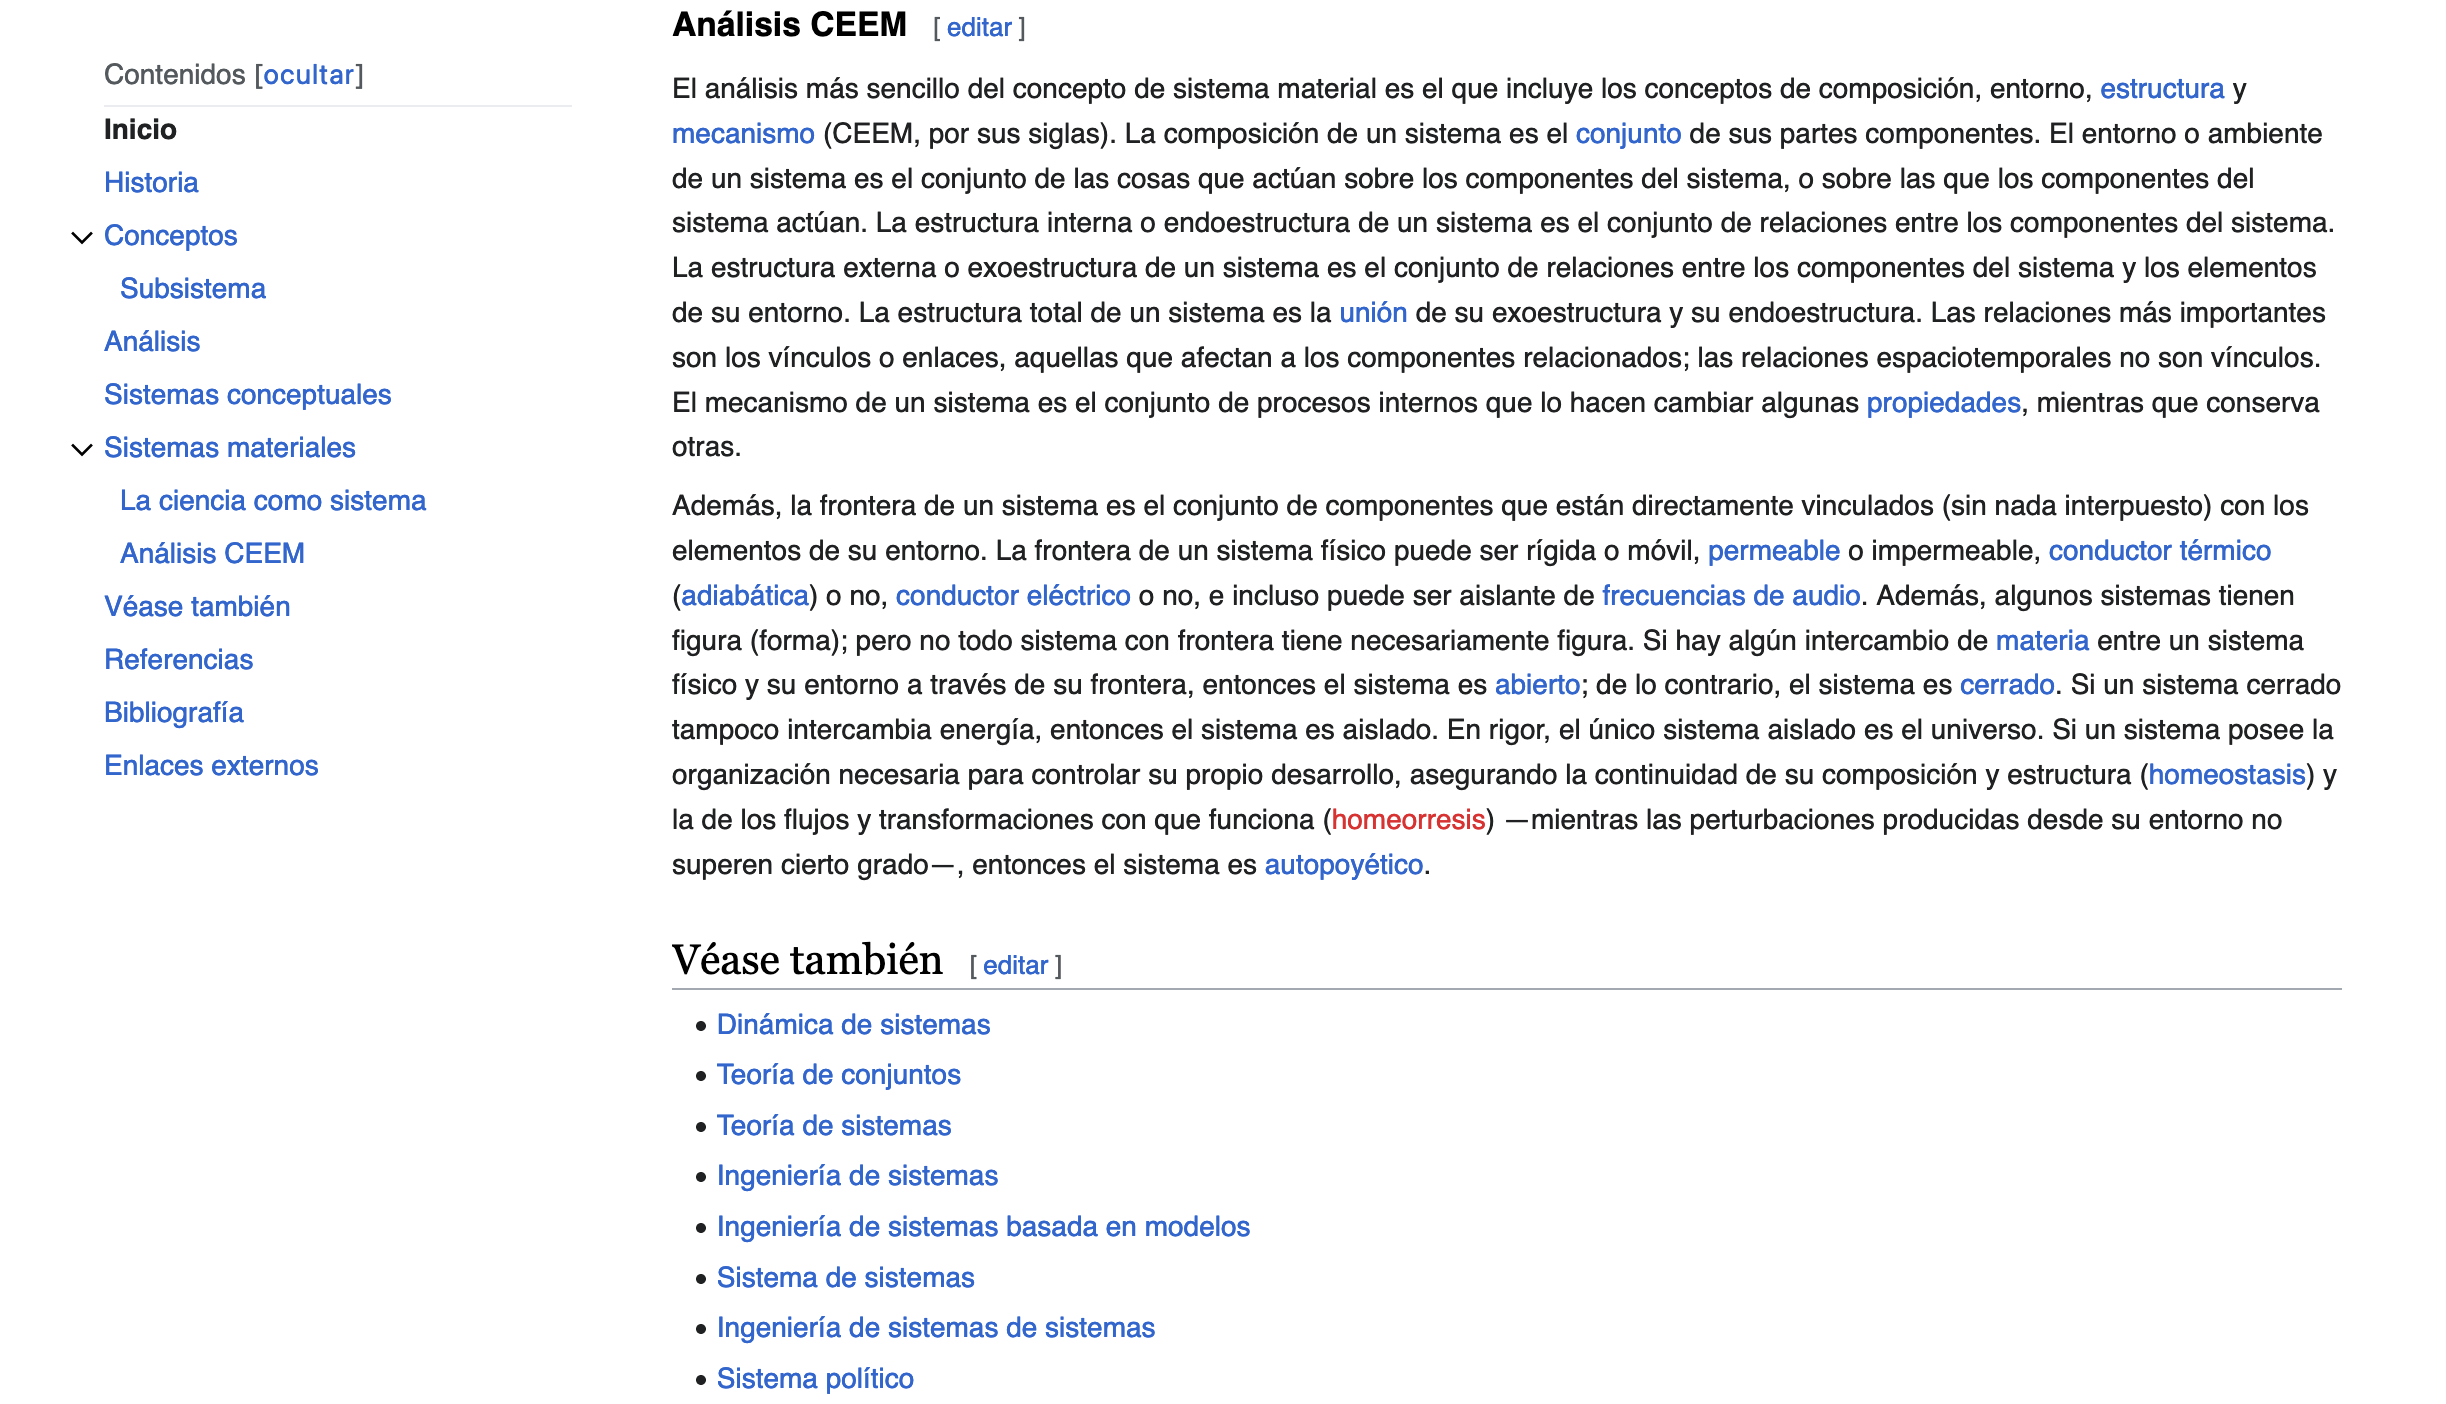 Contenidos [ocultar]
Inicio
Historia
Conceptos
Subsistema
Análisis
Sistemas conceptuales
Sistemas materiales
La ciencia como sistema
Análisis CEEM
Véase también
Referencias
Bibliografía
Enlaces externos
Análisis CEEM [ editar ]
El análisis más sencillo del concepto de sistema material es el que incluye los conceptos de composición, entorno, estructura y
mecanismo (CEEM, por sus siglas). La composición de un sistema es el conjunto de sus partes componentes. El entorno o ambiente
de un sistema es el conjunto de las cosas que actúan sobre los componentes del sistema, o sobre las que los componentes del
sistema actúan. La estructura interna o endoestructura de un sistema es el conjunto de relaciones entre los componentes del sistema.
La estructura externa o exoestructura de un sistema es el conjunto de relaciones entre los componentes del sistema y los elementos
de su entorno. La estructura total de un sistema es la unión de su exoestructura y su endoestructura. Las relaciones más importantes
son los vínculos o enlaces, aquellas que afectan a los componentes relacionados; las relaciones espaciotemporales no son vínculos.
El mecanismo de un sistema es el conjunto de procesos internos que lo hacen cambiar algunas propiedades, mientras que conserva
otras.
Además, la frontera de un sistema es el conjunto de componentes que están directamente vinculados (sin nada interpuesto) con los
elementos de su entorno. La frontera de un sistema físico puede ser rígida o móvil, permeable o impermeable, conductor térmico
(adiabática) o no, conductor eléctrico o no, e incluso puede ser aislante de frecuencias de audio. Además, algunos sistemas tienen
figura (forma); pero no todo sistema con frontera tiene necesariamente figura. Si hay algún intercambio de materia entre un sistema
físico y su entorno a través de su frontera, entonces el sistema es abierto; de lo contrario, el sistema es cerrado. Si un sistema cerrado
tampoco intercambia energía, entonces el sistema es aislado. En rigor, el único sistema aislado es el universo. Si un sistema posee la
organización necesaria para controlar su propio desarrollo, asegurando la continuidad de su composición y estructura (homeostasis) y
la de los flujos y transformaciones con que funciona (homeorresis) —mientras las perturbaciones producidas desde su entorno no
superen cierto grado—, entonces el sistema es autopoyético.
Véase también [ editar ]
• Dinámica de sistemas
• Teoría de conjuntos
• Teoría de sistemas
• Ingeniería de sistemas
• Ingeniería de sistemas basada en modelos
• Sistema de sistemas
• Ingeniería de sistemas de sistemas
• Sistema político